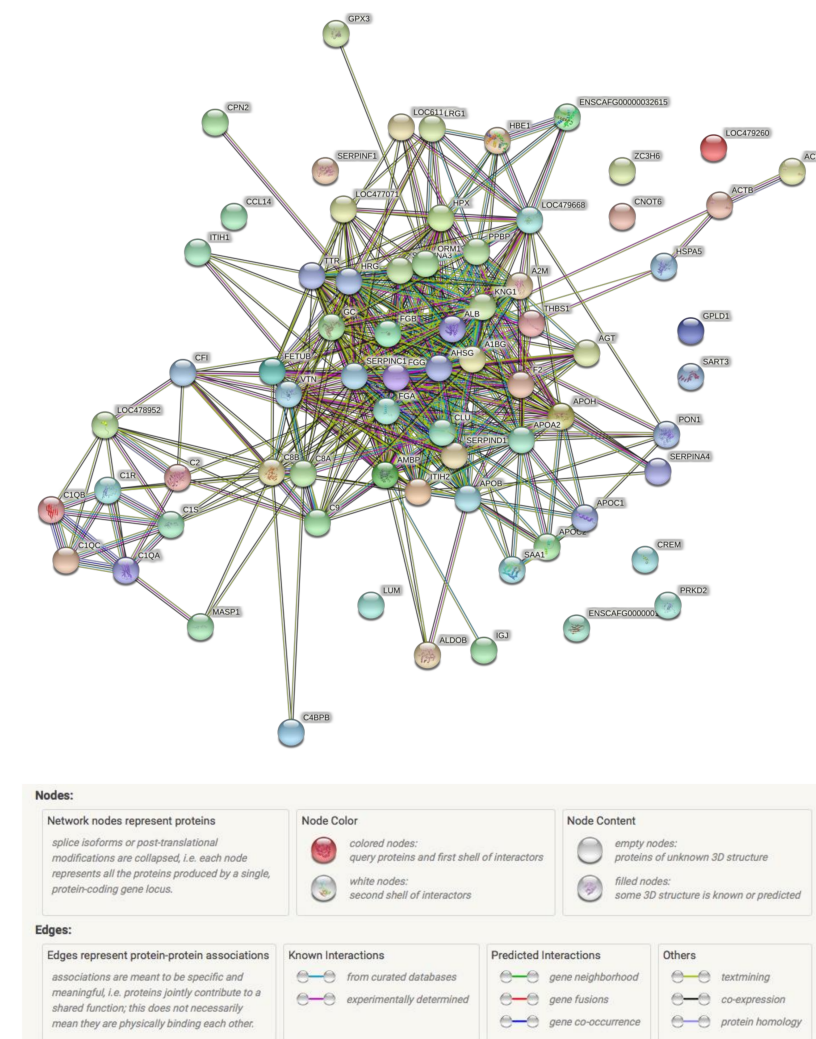 GPX3
CPN2
LRG1
HBE1
ENSCAFG00000032615
LOC479260
SERPINF1
ZC3H6
ACTB
LOC477071
HPX
CCL14
LOC479668
CNOT6
ITIH1
PPBP
ORM1
HSPA5
TTR
HRG
A2M
KNG1
THBS1
GC
FGB
ALB
GPLD1
AGT
CFI
FETUB
SERPINC1
FGG
AHSG
A1BG
SART3
VTN
F2
FGA
APOH
LOC478952
CLU
APOA2
PON1
SERPIND1
C1R
C2
C8B
C8A
AMBP
SERPINA4
ITIH2
APOB
C1QB
C1S
C9
APOC1
C1QC
C1QA
SAA1
CREM
LUM
PRKD2
MASP1
ALDOB
IGJ
C4BPB
Nodes:
Network nodes represent proteins
splice isoforms or post-translational
modifications are collapsed, i.e. each node
represents all the proteins produced by a single,
protein-coding gene locus.
Node Color
colored nodes:
query proteins and first shell of interactors
white nodes:
second shell of interactors
Node Content
empty nodes:
proteins of unknown 3D structure
filled nodes:
some 3D structure is known or predicted
Edges:
Edges represent protein-protein associations
associations are meant to be specific and
meaningful, i.e. proteins jointly contribute to a
shared function; this does not necessarily
mean they are physically binding each other.
Known Interactions
from curated databases
experimentally determined
Predicted Interactions
gene neighborhood
gene fusions
gene co-occurrence
Others
textmining
co-expression
protein homology